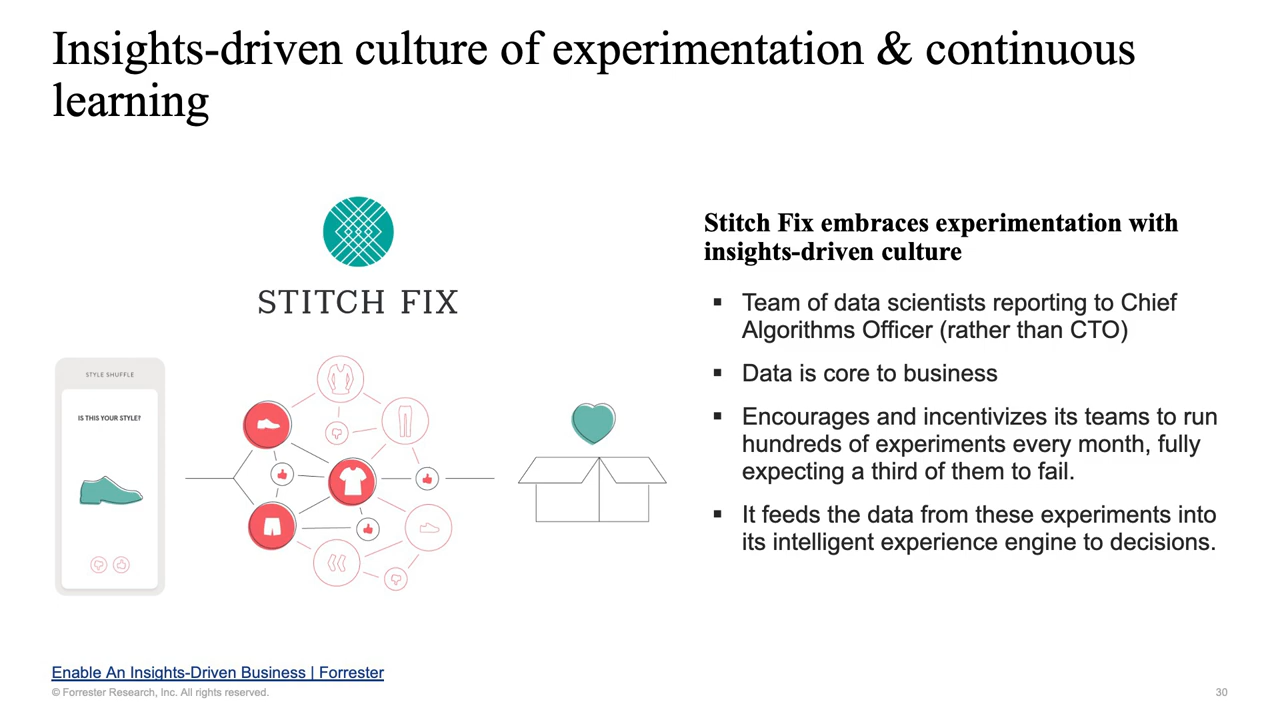 Insights-driven culture of experimentation & continuous
learning
STITCH FIX
STYLE SHUFFLE
IS THIS YOUR STYLE?
Stitch Fix embraces experimentation with
insights-driven culture
▪ Team of data scientists reporting to Chief
Algorithms Officer (rather than CTO)
▪ Data is core to business
▪ Encourages and incentivizes its teams to run
hundreds of experiments every month, fully
expecting a third of them to fail.
▪ It feeds the data from these experiments into
its intelligent experience engine to decisions.
Enable An Insights-Driven Business | Forrester
© Forrester Research, Inc. All rights reserved.
30